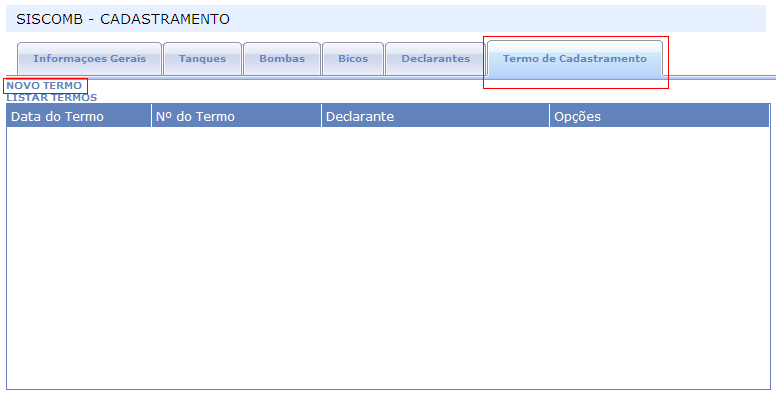 SISCOMB - CADASTRAMENTO
Informaçoes Gerais Tanques Bombas Bicos Declarantes Termo de Cadastramento
NOVO TERMO
LISTAR TERMOS
Data do Termo Nº do Termo Declarante Opções